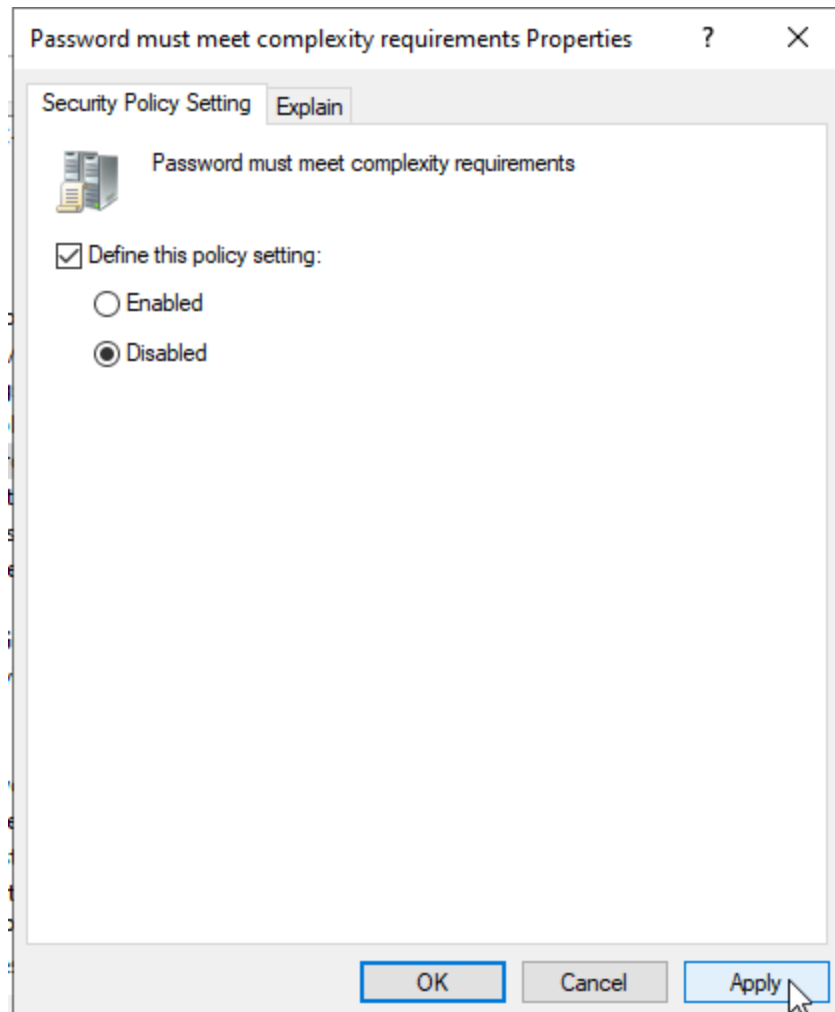 Password must meet complexity requirements Properties ? X
Security Policy Setting Explain
Password must meet complexity requirements
Define this policy setting:
Enabled
Disabled
OK Cancel Apply